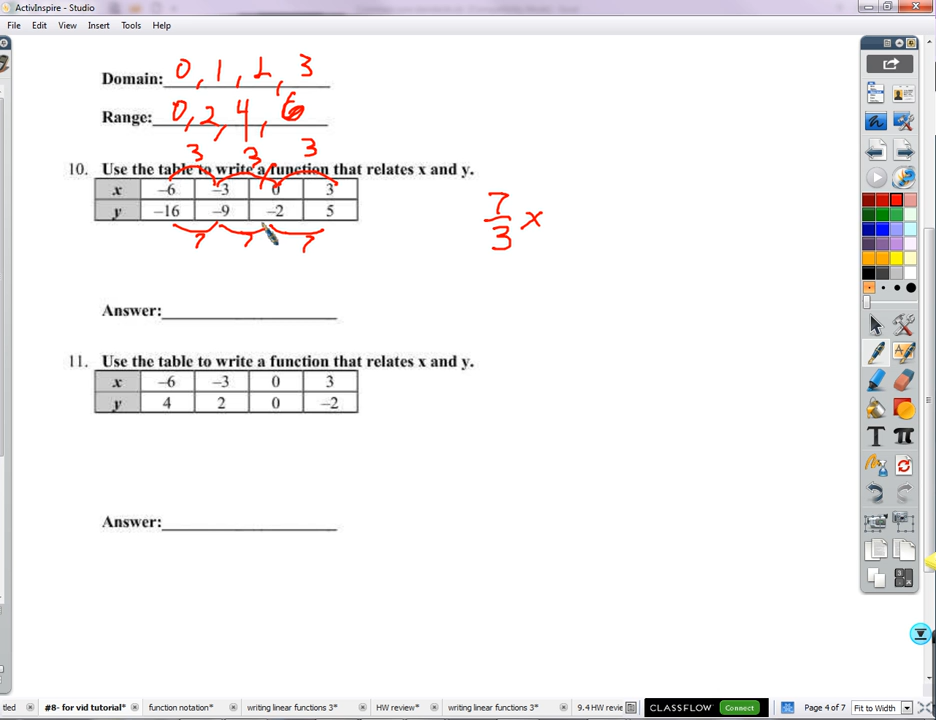 ActivInspire - Studio
File Edit View Insert Tools Help
Domain: 0, 1, 2, 3
Range: 0, 2, 4, 6
3 3 3
10. Use the table to write a function that relates x and y.
x -6 -3 0 3
y -16 -9 -2 5
7 7 7
7/3 x
Answer:
11. Use the table to write a function that relates x and y.
x -6 -3 0 3
y 4 2 0 -2
Answer:
tled #8- for vid tutorial* function notation* writing linear functions 3* HW review* writing linear functions 3* 9.4 HW revie CLASSFLOW Connect Page 4 of 7 Fit to Width